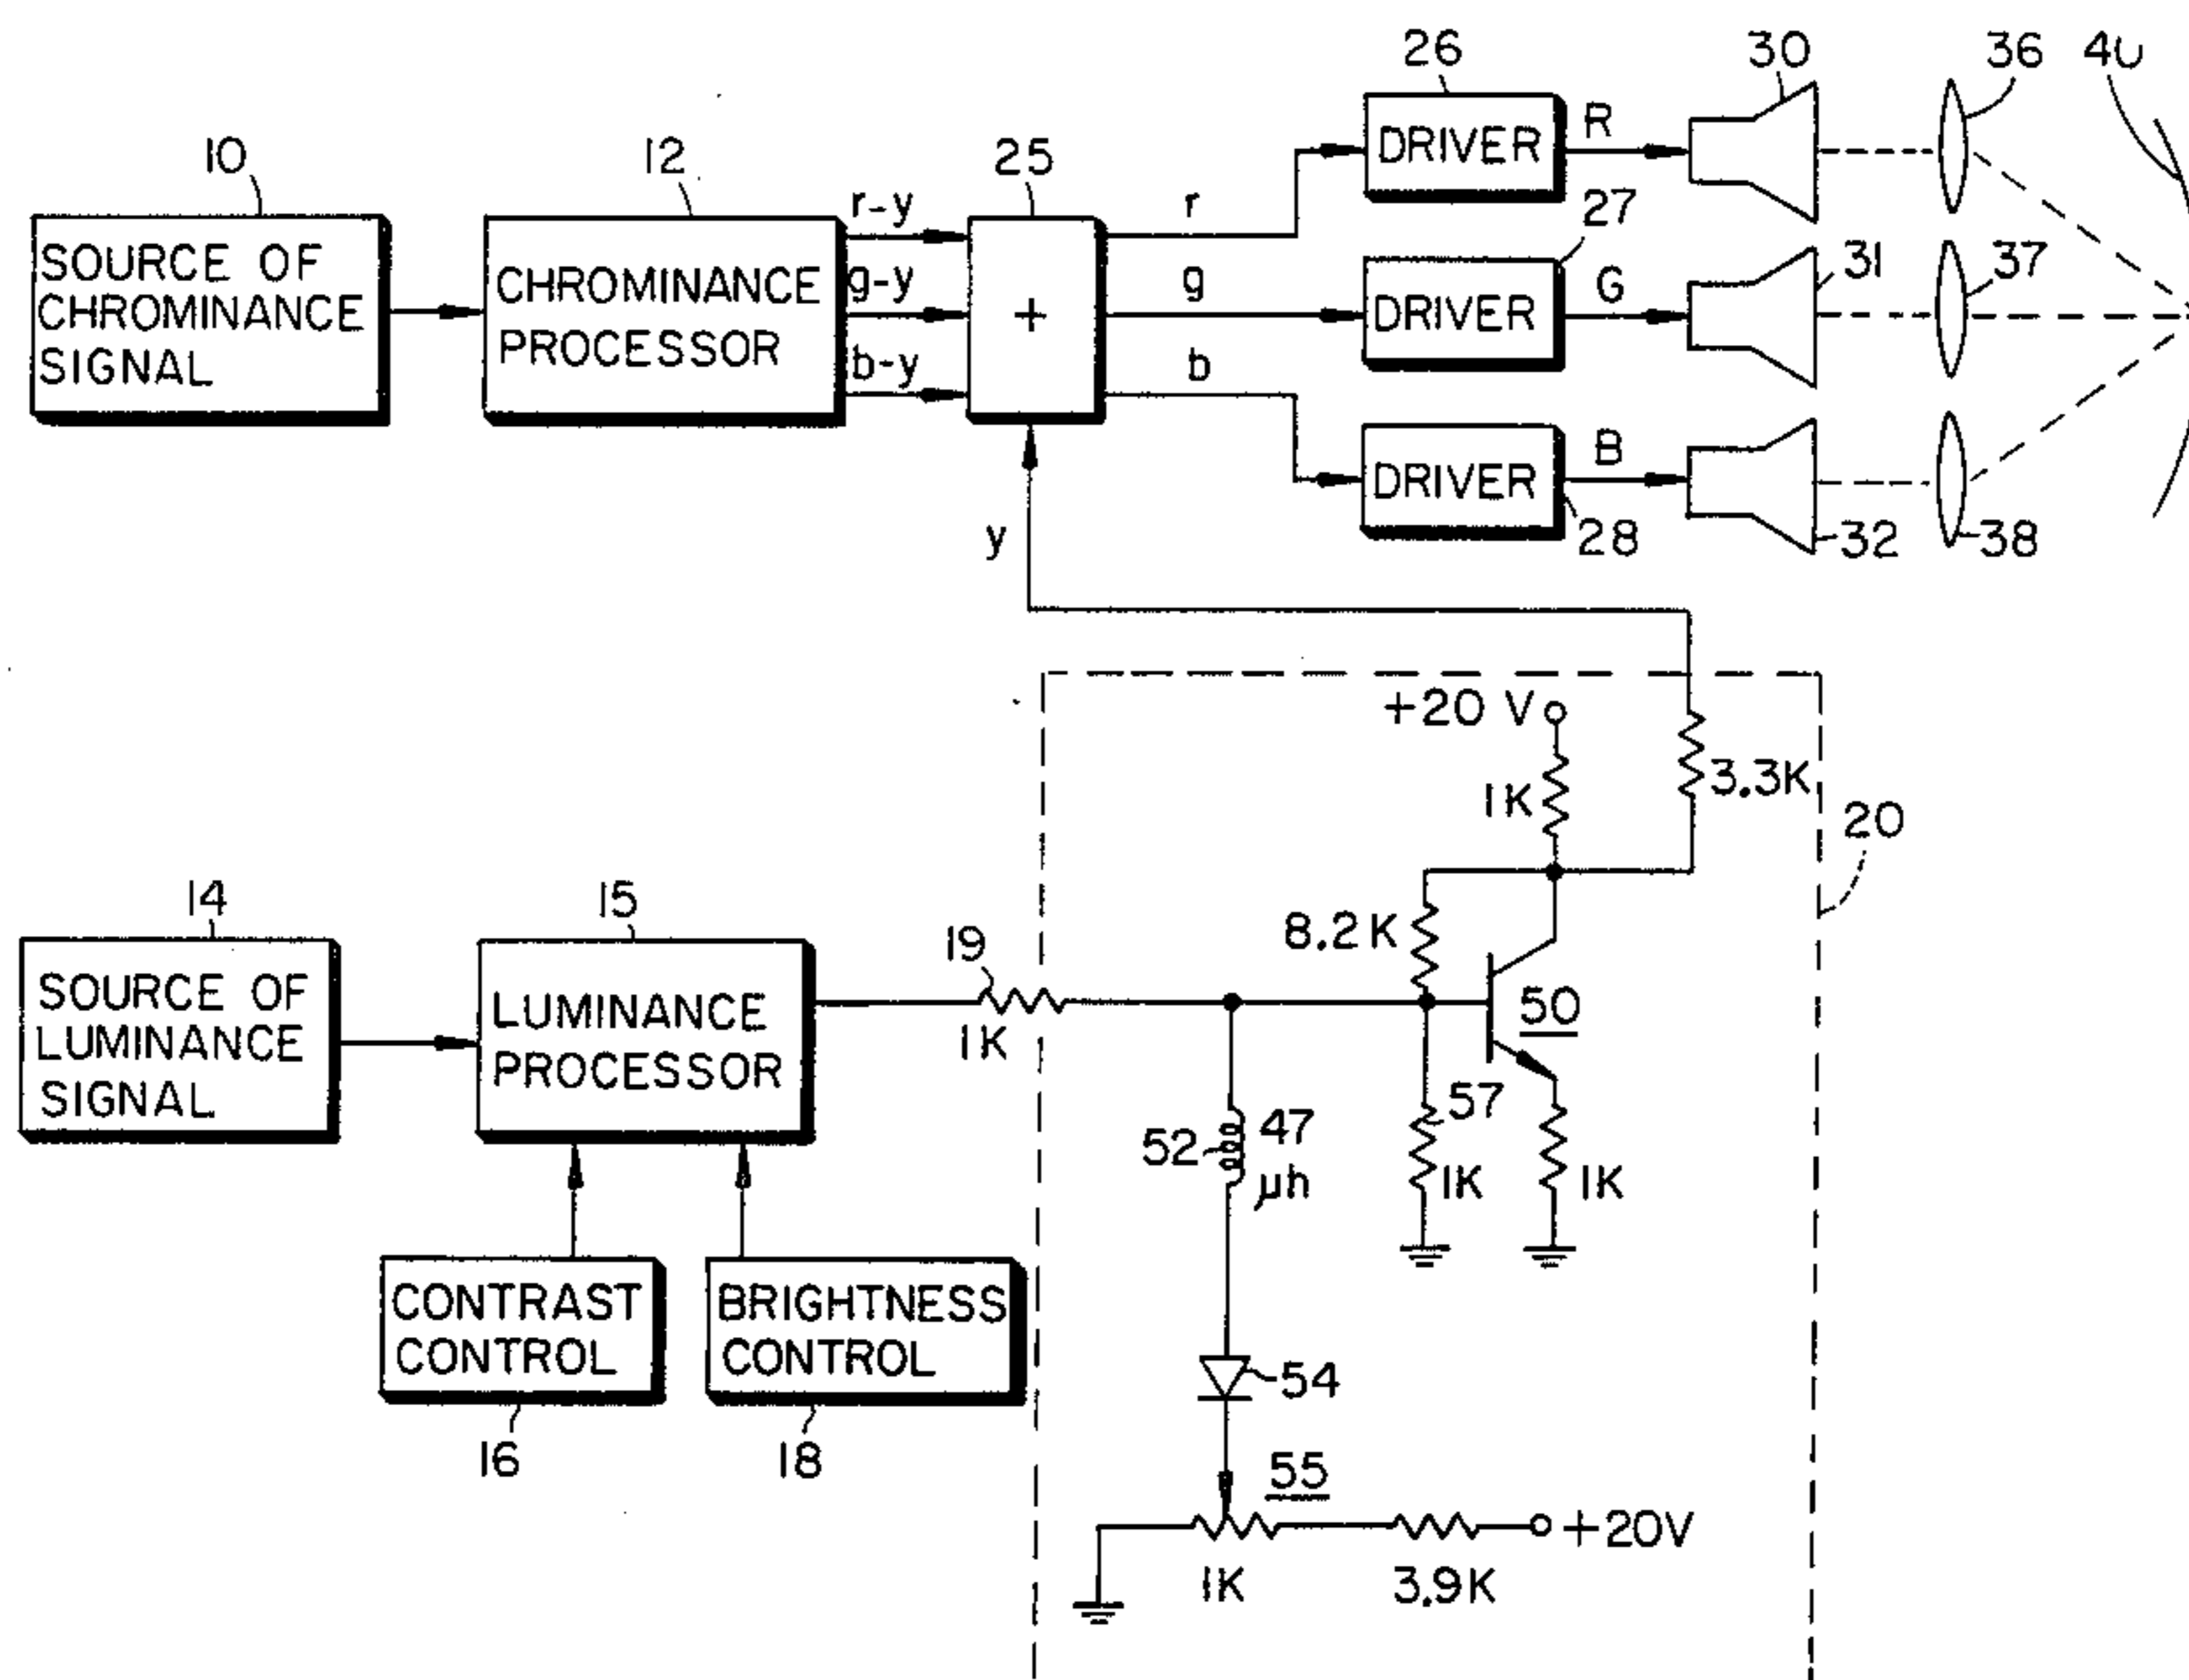 10
SOURCE OF
CHROMINANCE
SIGNAL
12
CHROMINANCE
PROCESSOR
r-y
g-y
b-y
25
+
r
g
b
y
26
DRIVER
R
27
DRIVER
G
DRIVER
28
B
30
31
32
36
37
38
40
14
SOURCE OF
LUMINANCE
SIGNAL
15
LUMINANCE
PROCESSOR
CONTRAST
CONTROL
16
BRIGHTNESS
CONTROL
18
19
1K
20
+20 V
1K
3.3K
8.2K
50
57
1K
1K
52
47
µh
54
55
1K
3.9K
+20V